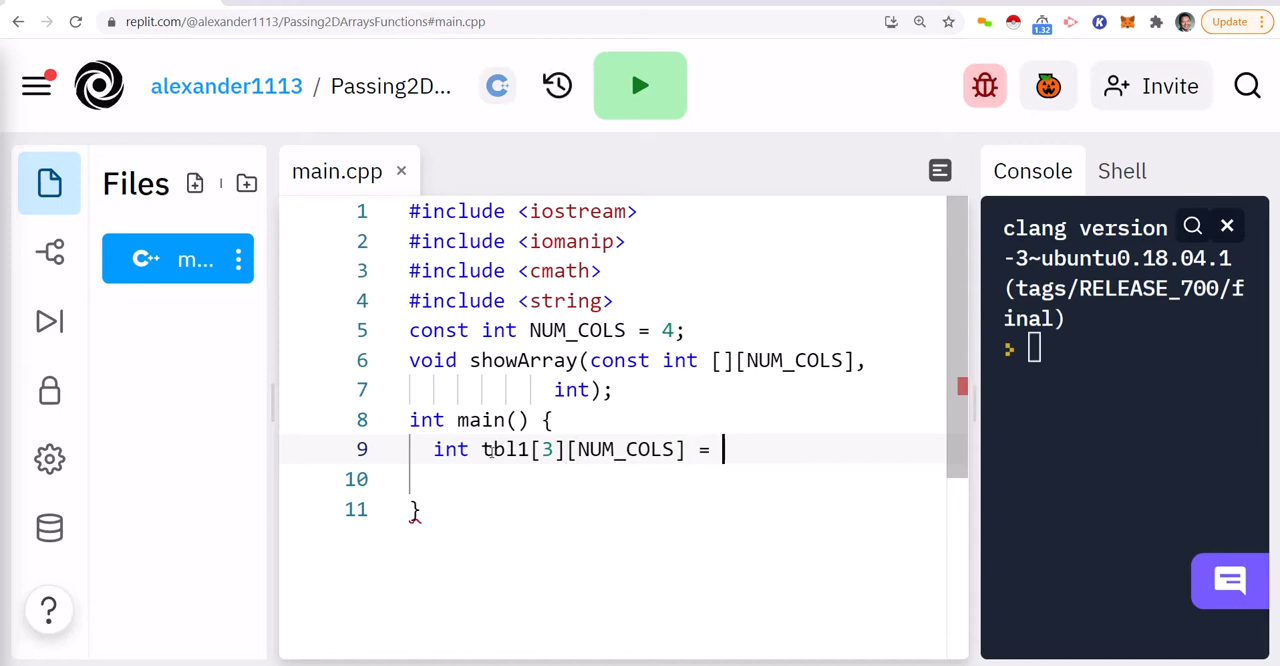 replit.com/@alexander1113/Passing2DArraysFunctions#main.cpp
1.32
Update
alexander1113 / Passing2D...
Invite
Files
m...
main.cpp
Console
Shell
1 #include <iostream>
2 #include <iomanip>
3 #include <cmath>
4 #include <string>
5 const int NUM_COLS = 4;
6 void showArray(const int [][NUM_COLS],
7 int);
8 int main() {
9 int tbl1[3][NUM_COLS] =
10
11 }
clang version
-3~ubuntu0.18.04.1
(tags/RELEASE_700/f
inal)